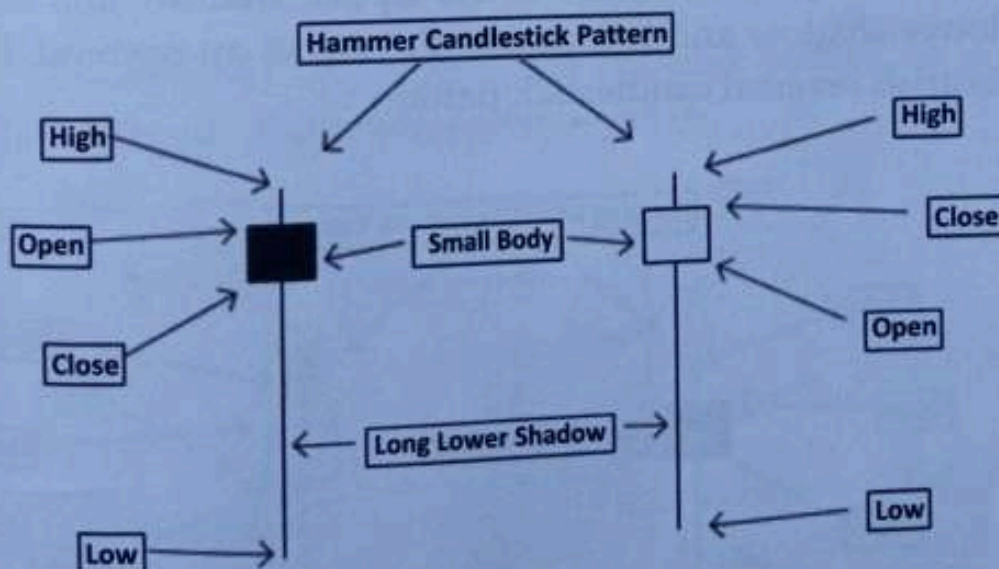 Hammer Candlestick Pattern
High
High
Open
Small Body
Close
Close
Open
Long Lower Shadow
Low
Low